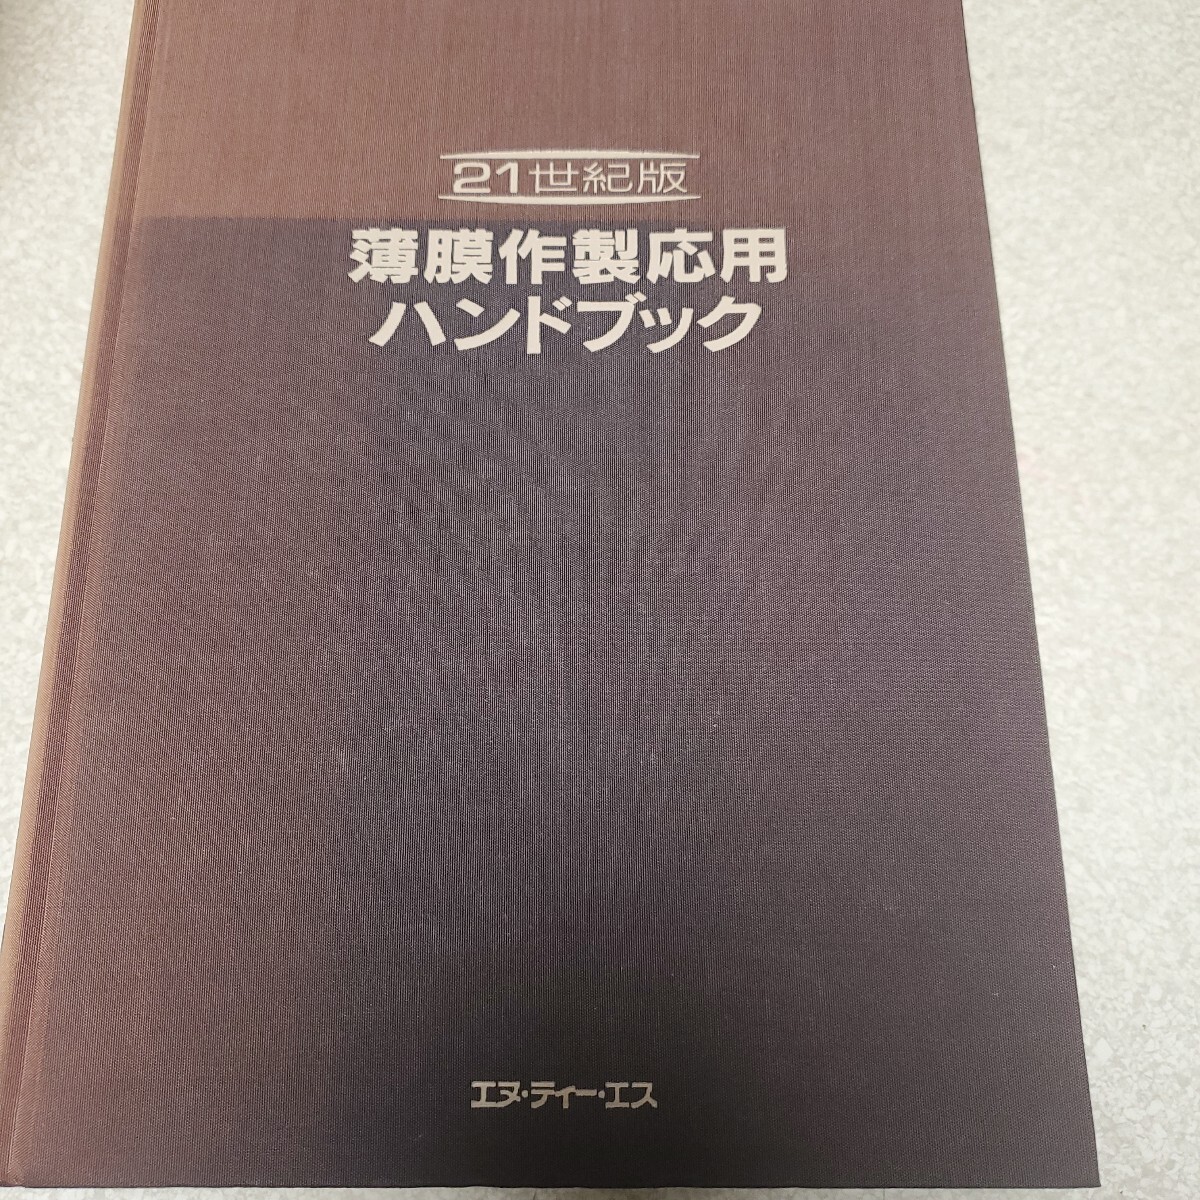 21世紀版
薄膜作製応用
ハンドブック
エヌ・ティー・エス